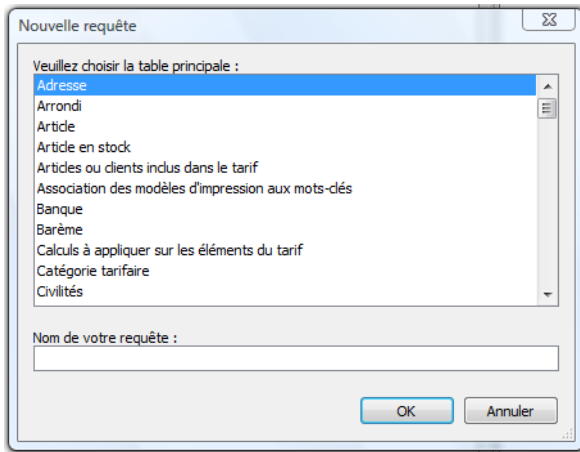 Nouvelle requête
Veuillez choisir la table principale :
Adresse
Arrondi
Article
Article en stock
Articles ou clients inclus dans le tarif
Association des modèles d'impression aux mots-clés
Banque
Barème
Calculs à appliquer sur les éléments du tarif
Catégorie tarifaire
Civilités
Nom de votre requête :
OK
Annuler